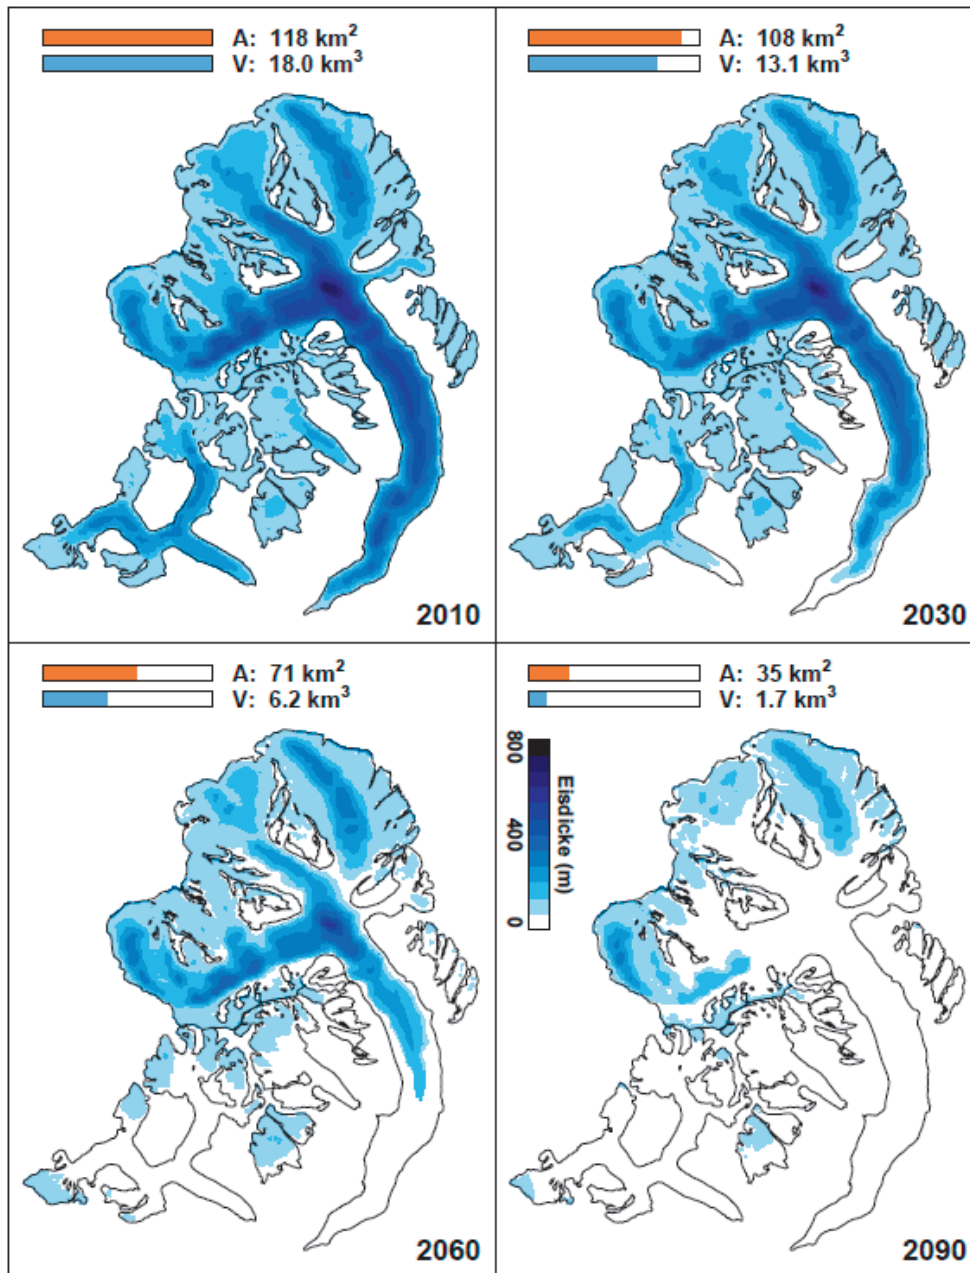 A: 118 km²
V: 18.0 km³
2010
A: 108 km²
V: 13.1 km³
2030
A: 71 km²
V: 6.2 km³
2060
A: 35 km²
V: 1.7 km³
800
400
0
Eisdicke (m)
2090